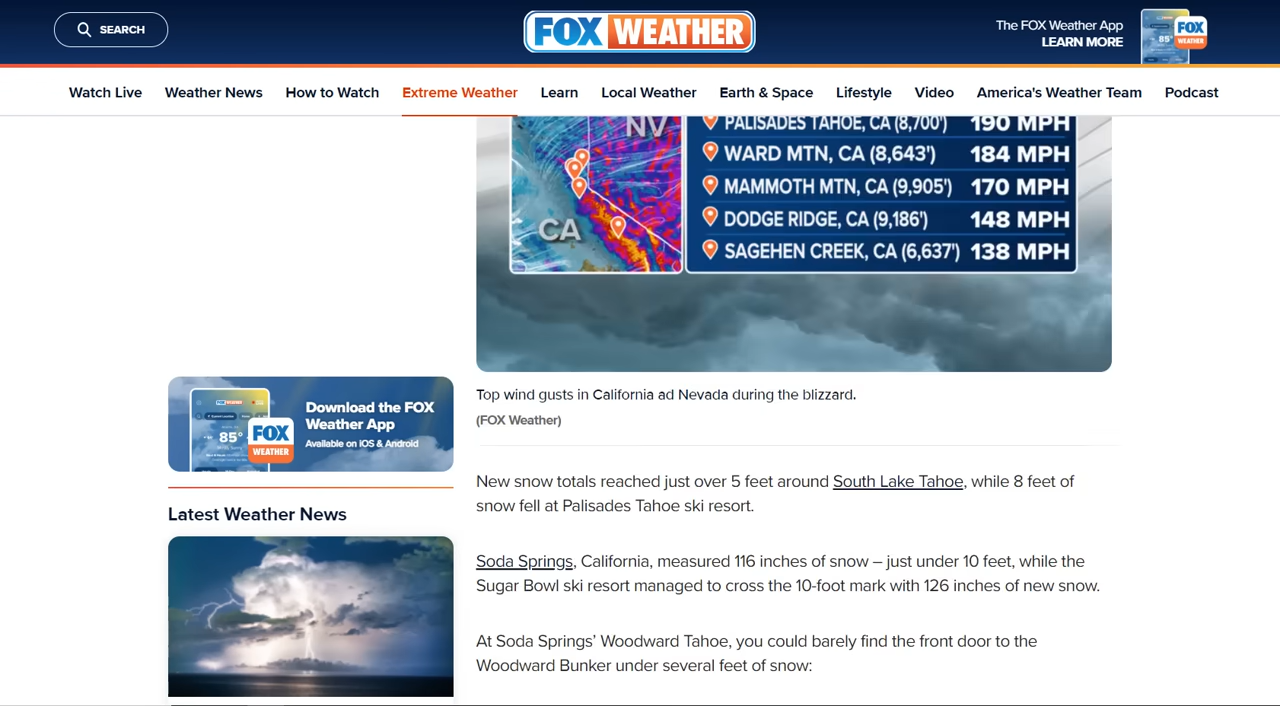 SEARCH
FOX WEATHER
The FOX Weather App
LEARN MORE
85°
FOX
WEATHER
Watch Live
Weather News
How to Watch
Extreme Weather
Learn
Local Weather
Earth & Space
Lifestyle
Video
America's Weather Team
Podcast
NV
CA
PALISADES TAHOE, CA (8,700') 190 MPH
WARD MTN, CA (8,643') 184 MPH
MAMMOTH MTN, CA (9,905') 170 MPH
DODGE RIDGE, CA (9,186') 148 MPH
SAGEHEN CREEK, CA (6,637') 138 MPH
Top wind gusts in California ad Nevada during the blizzard.
(FOX Weather)
85°
FOX
WEATHER
Download the FOX
Weather App
Available on iOS & Android
Latest Weather News
New snow totals reached just over 5 feet around South Lake Tahoe, while 8 feet of
snow fell at Palisades Tahoe ski resort.
Soda Springs, California, measured 116 inches of snow – just under 10 feet, while the
Sugar Bowl ski resort managed to cross the 10-foot mark with 126 inches of new snow.
At Soda Springs’ Woodward Tahoe, you could barely find the front door to the
Woodward Bunker under several feet of snow: